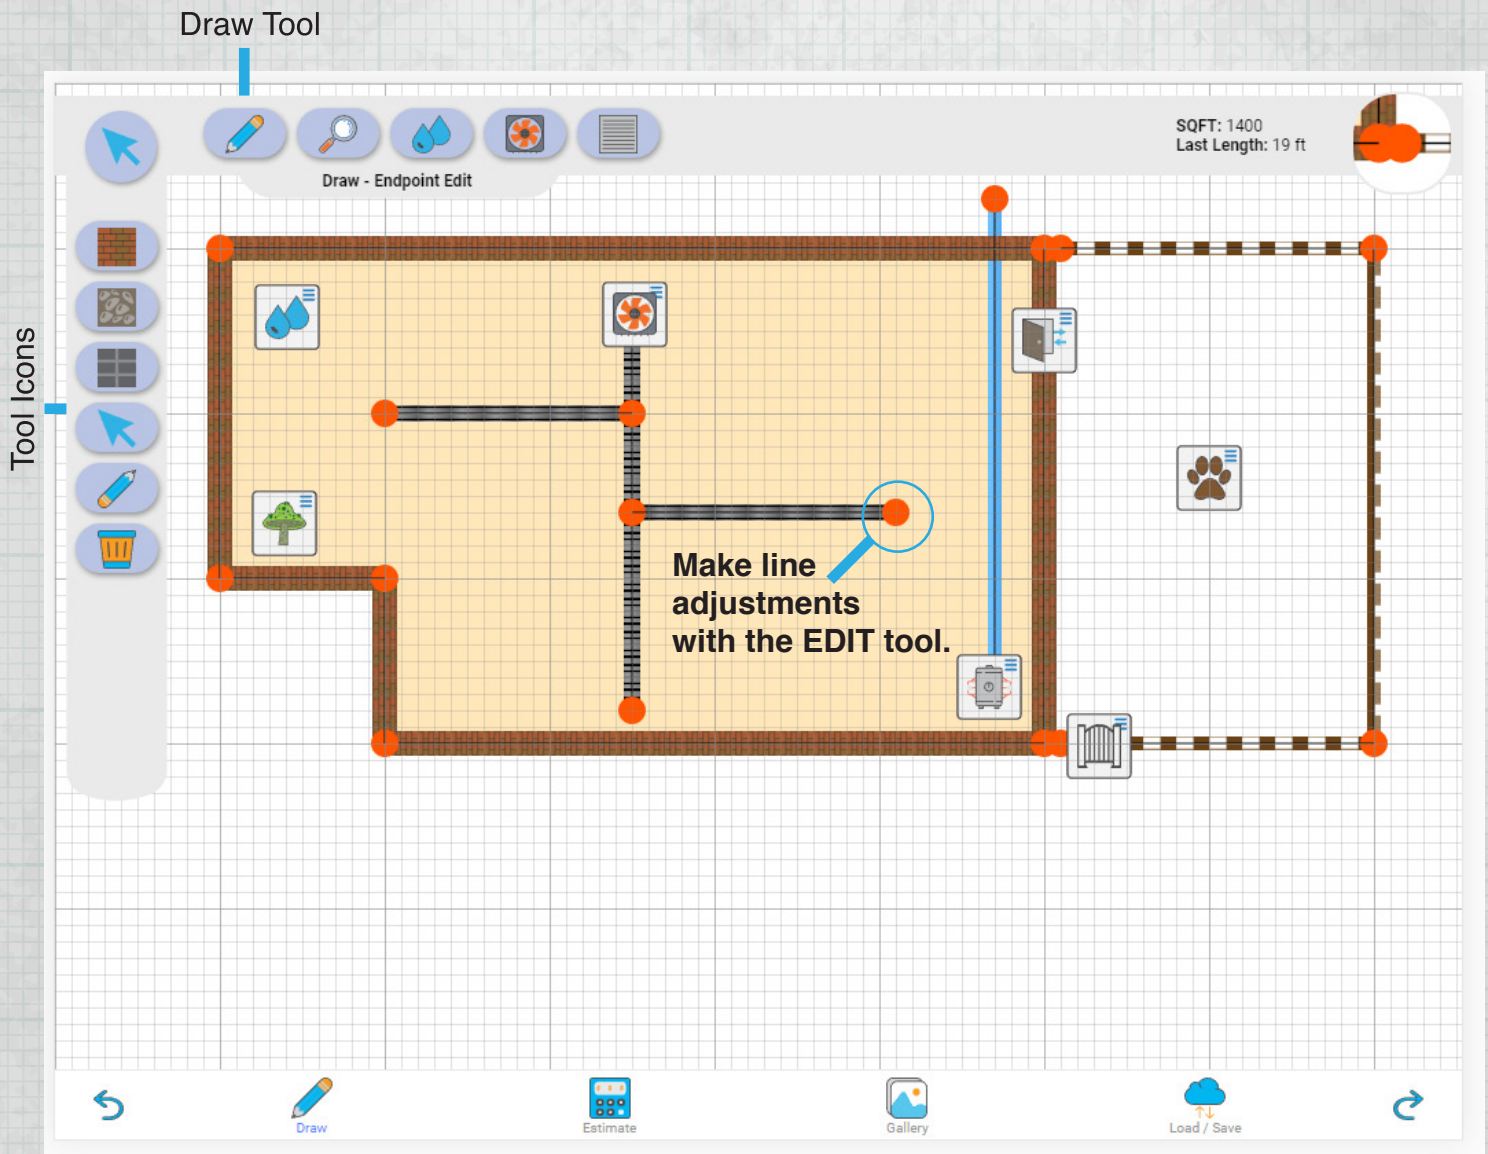 Draw Tool
SQFT: 1400
Last Length: 19 ft
Draw - Endpoint Edit
Tool Icons
Make line
adjustments
with the EDIT tool.
Draw
Estimate
Gallery
Load / Save